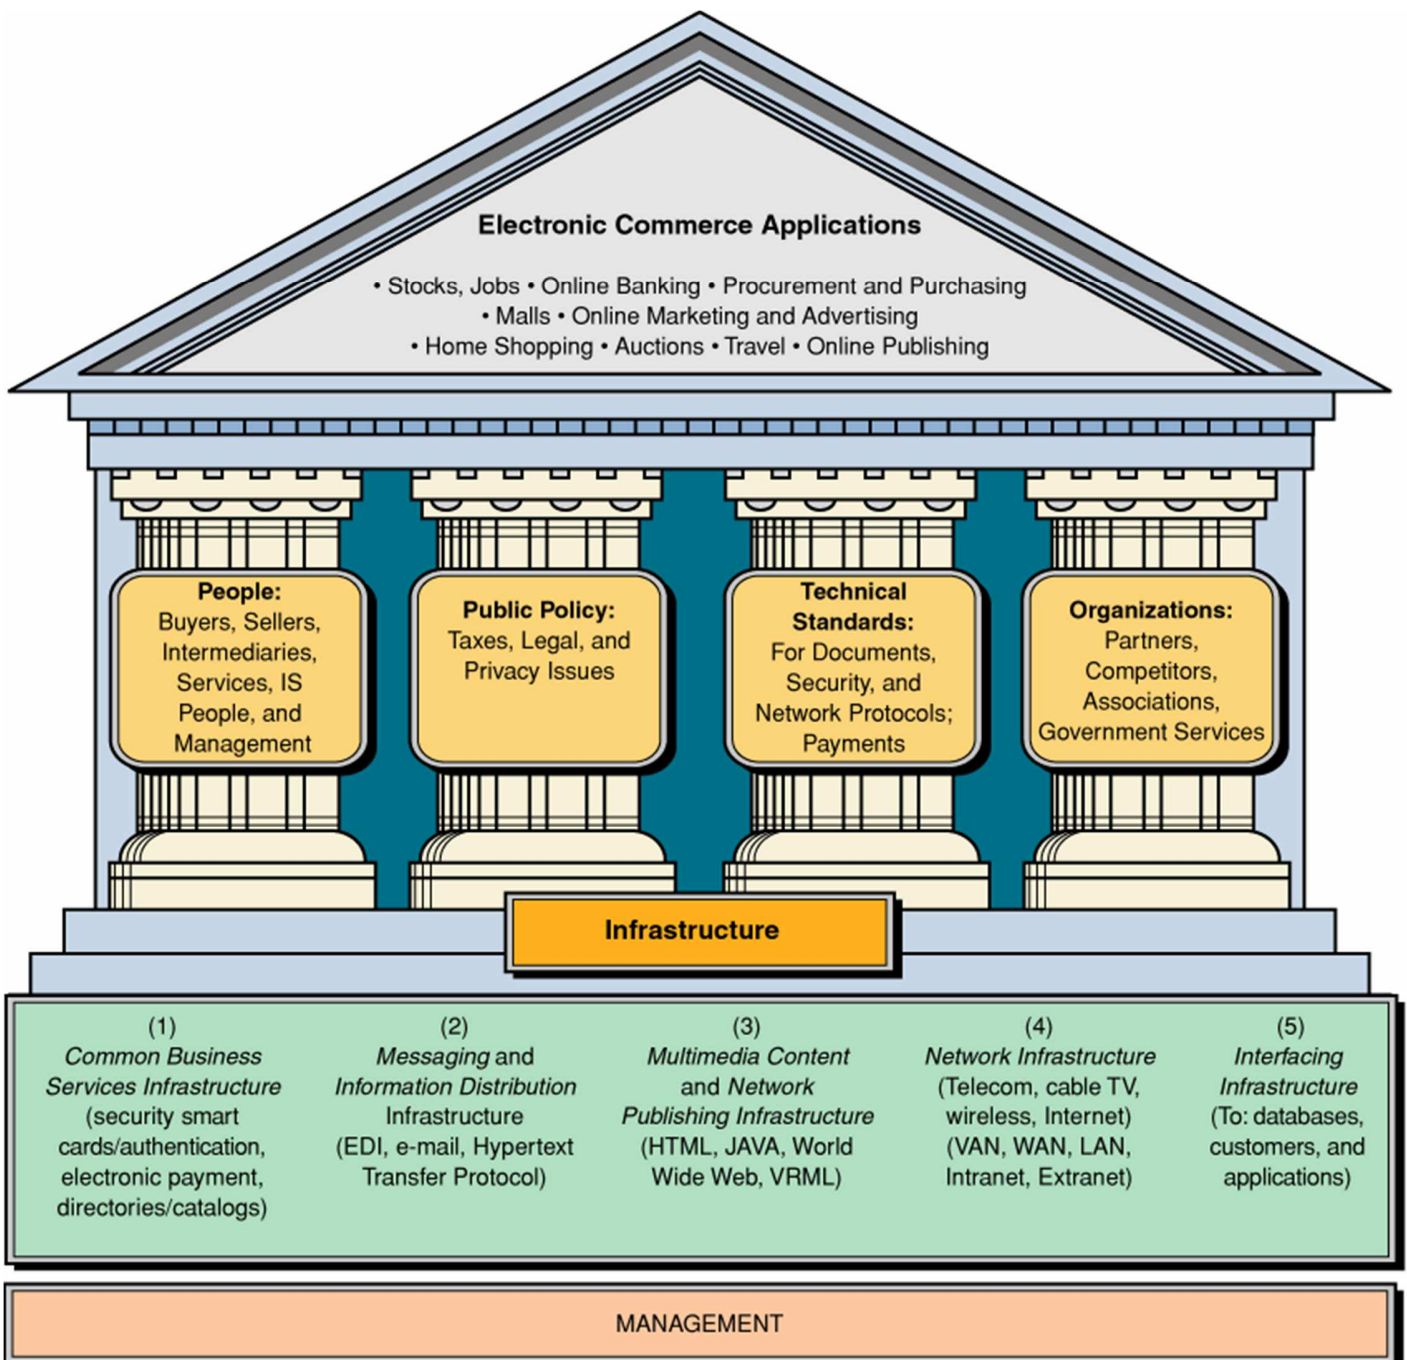 Electronic Commerce Applications
• Stocks, Jobs • Online Banking • Procurement and Purchasing
• Malls • Online Marketing and Advertising
• Home Shopping • Auctions • Travel • Online Publishing
People:
Buyers, Sellers,
Intermediaries,
Services, IS
People, and
Management
Public Policy:
Taxes, Legal, and
Privacy Issues
Technical
Standards:
For Documents,
Security, and
Network Protocols;
Payments
Organizations:
Partners,
Competitors,
Associations,
Government Services
Infrastructure
(1)
Common Business
Services Infrastructure
(security smart
cards/authentication,
electronic payment,
directories/catalogs)
(2)
Messaging and
Information Distribution
Infrastructure
(EDI, e-mail, Hypertext
Transfer Protocol)
(3)
Multimedia Content
and Network
Publishing Infrastructure
(HTML, JAVA, World
Wide Web, VRML)
(4)
Network Infrastructure
(Telecom, cable TV,
wireless, Internet)
(VAN, WAN, LAN,
Intranet, Extranet)
(5)
Interfacing
Infrastructure
(To: databases,
customers, and
applications)
MANAGEMENT